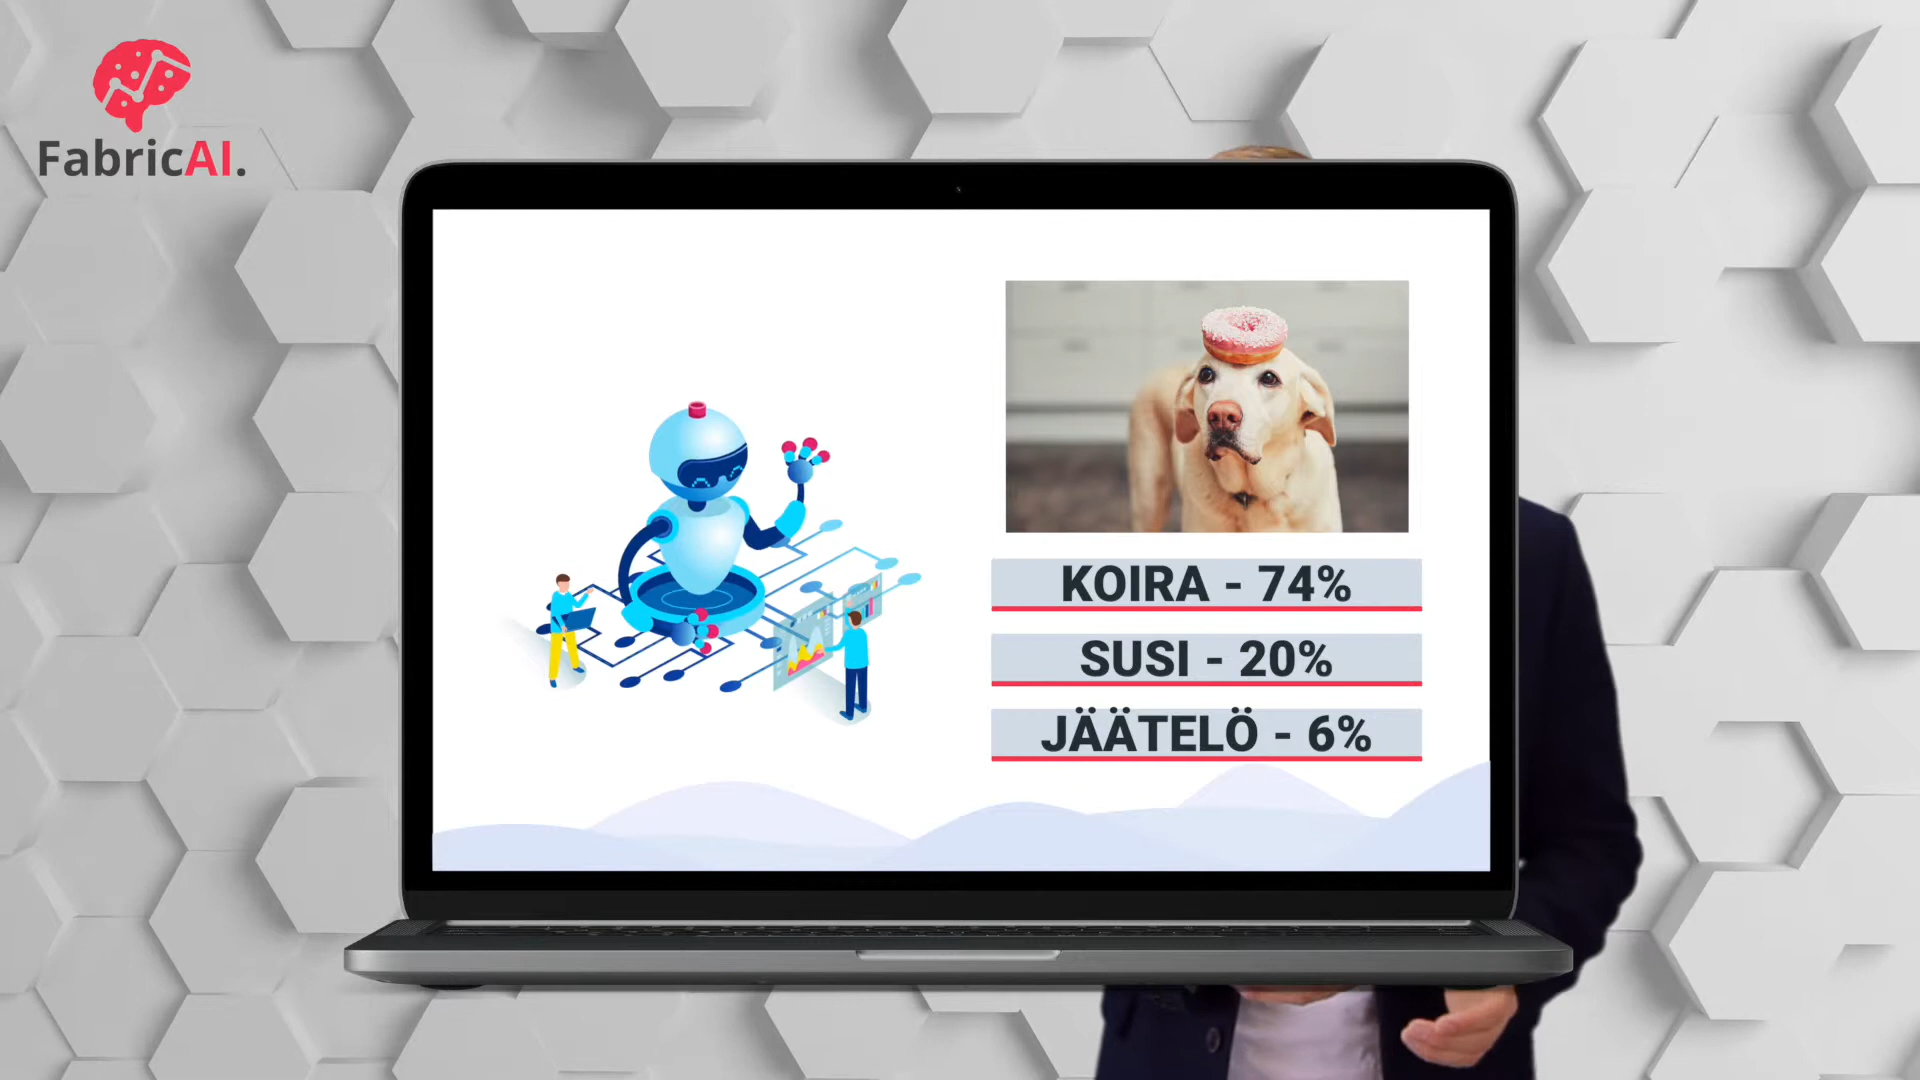 FabricAI.
KOIRA - 74%
SUSI - 20%
JÄÄTELÖ - 6%